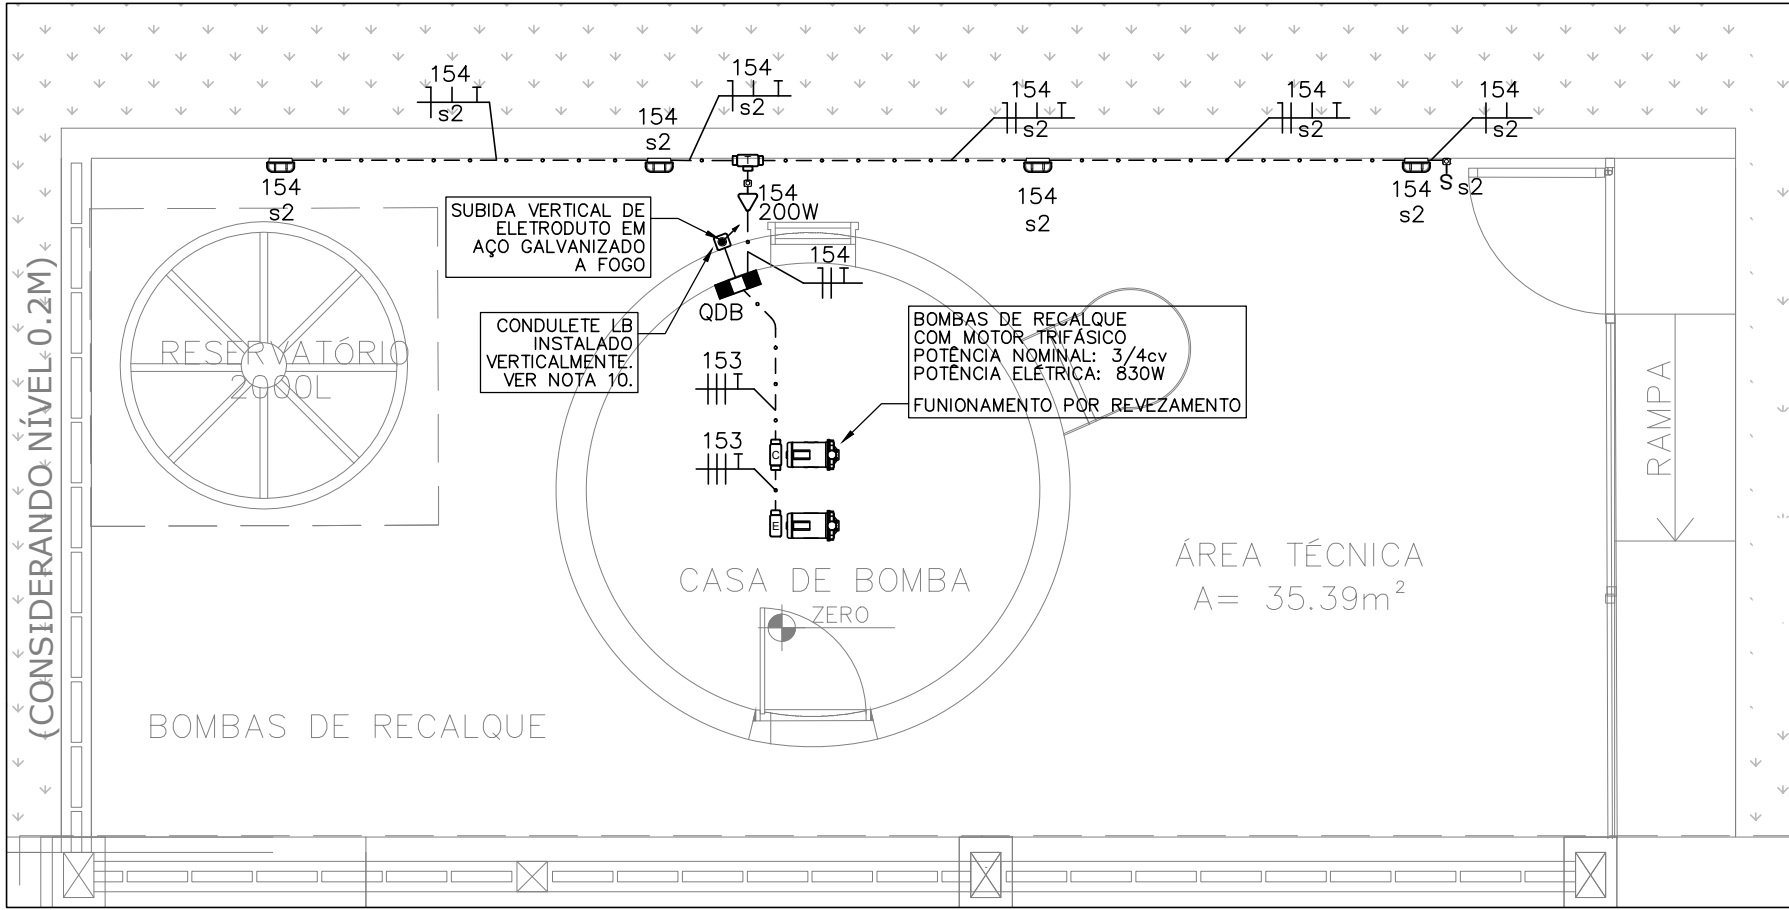 154
s2
154
s2
154
s2
154
s2
154
s2
154
s2
154
s2
154
s2
154
s2
S s2
154
200W
SUBIDA VERTICAL DE
ELETRODUTO EM
AÇO GALVANIZADO
A FOGO
154
QDB
CONDULETE LB
INSTALADO
VERTICALMENTE.
VER NOTA 10.
BOMBAS DE RECALQUE
COM MOTOR TRIFÁSICO
POTÊNCIA NOMINAL: 3/4cv
POTÊNCIA ELÉTRICA: 830W
FUNIONAMENTO POR REVEZAMENTO
RESERVATÓRIO
2000L
153
153
C
E
T
RAMPA
(CONSIDERANDO NÍVEL 0.2M)
ÁREA TÉCNICA
A= 35.39m²
CASA DE BOMBA
ZERO
BOMBAS DE RECALQUE